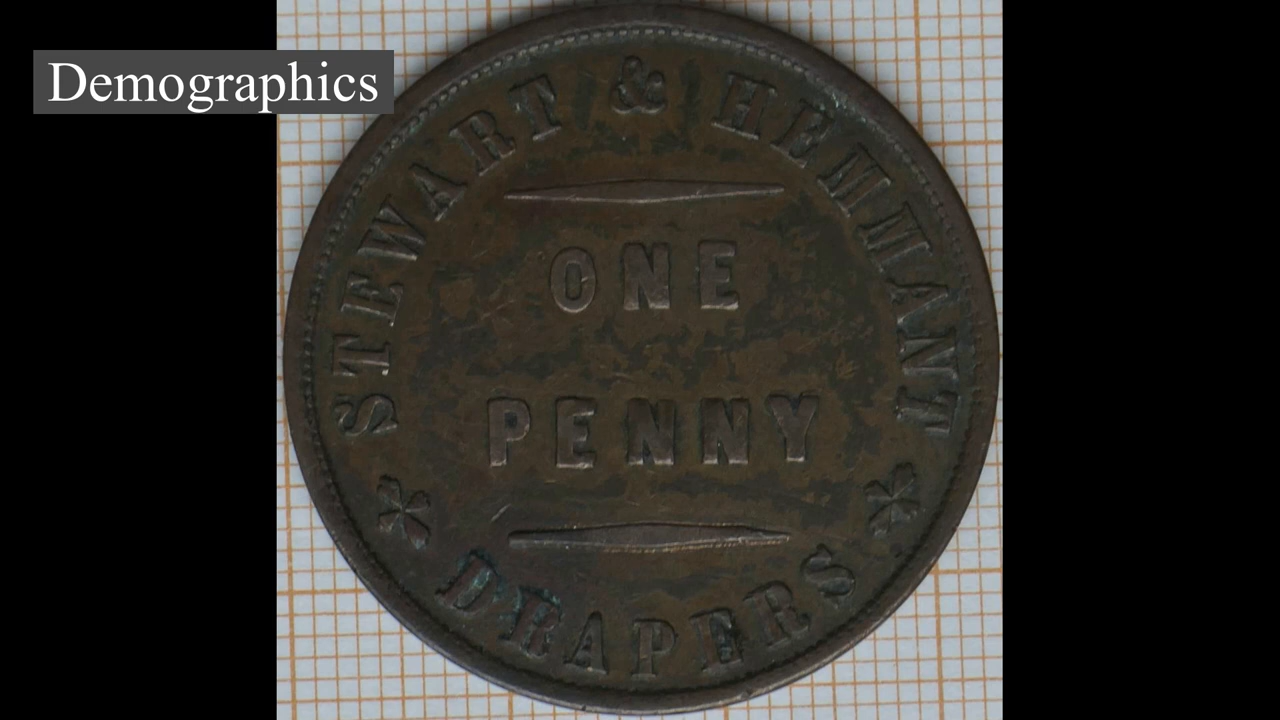 Demographics
STEWART & HEMMANT
ONE
PENNY
DRAPERS